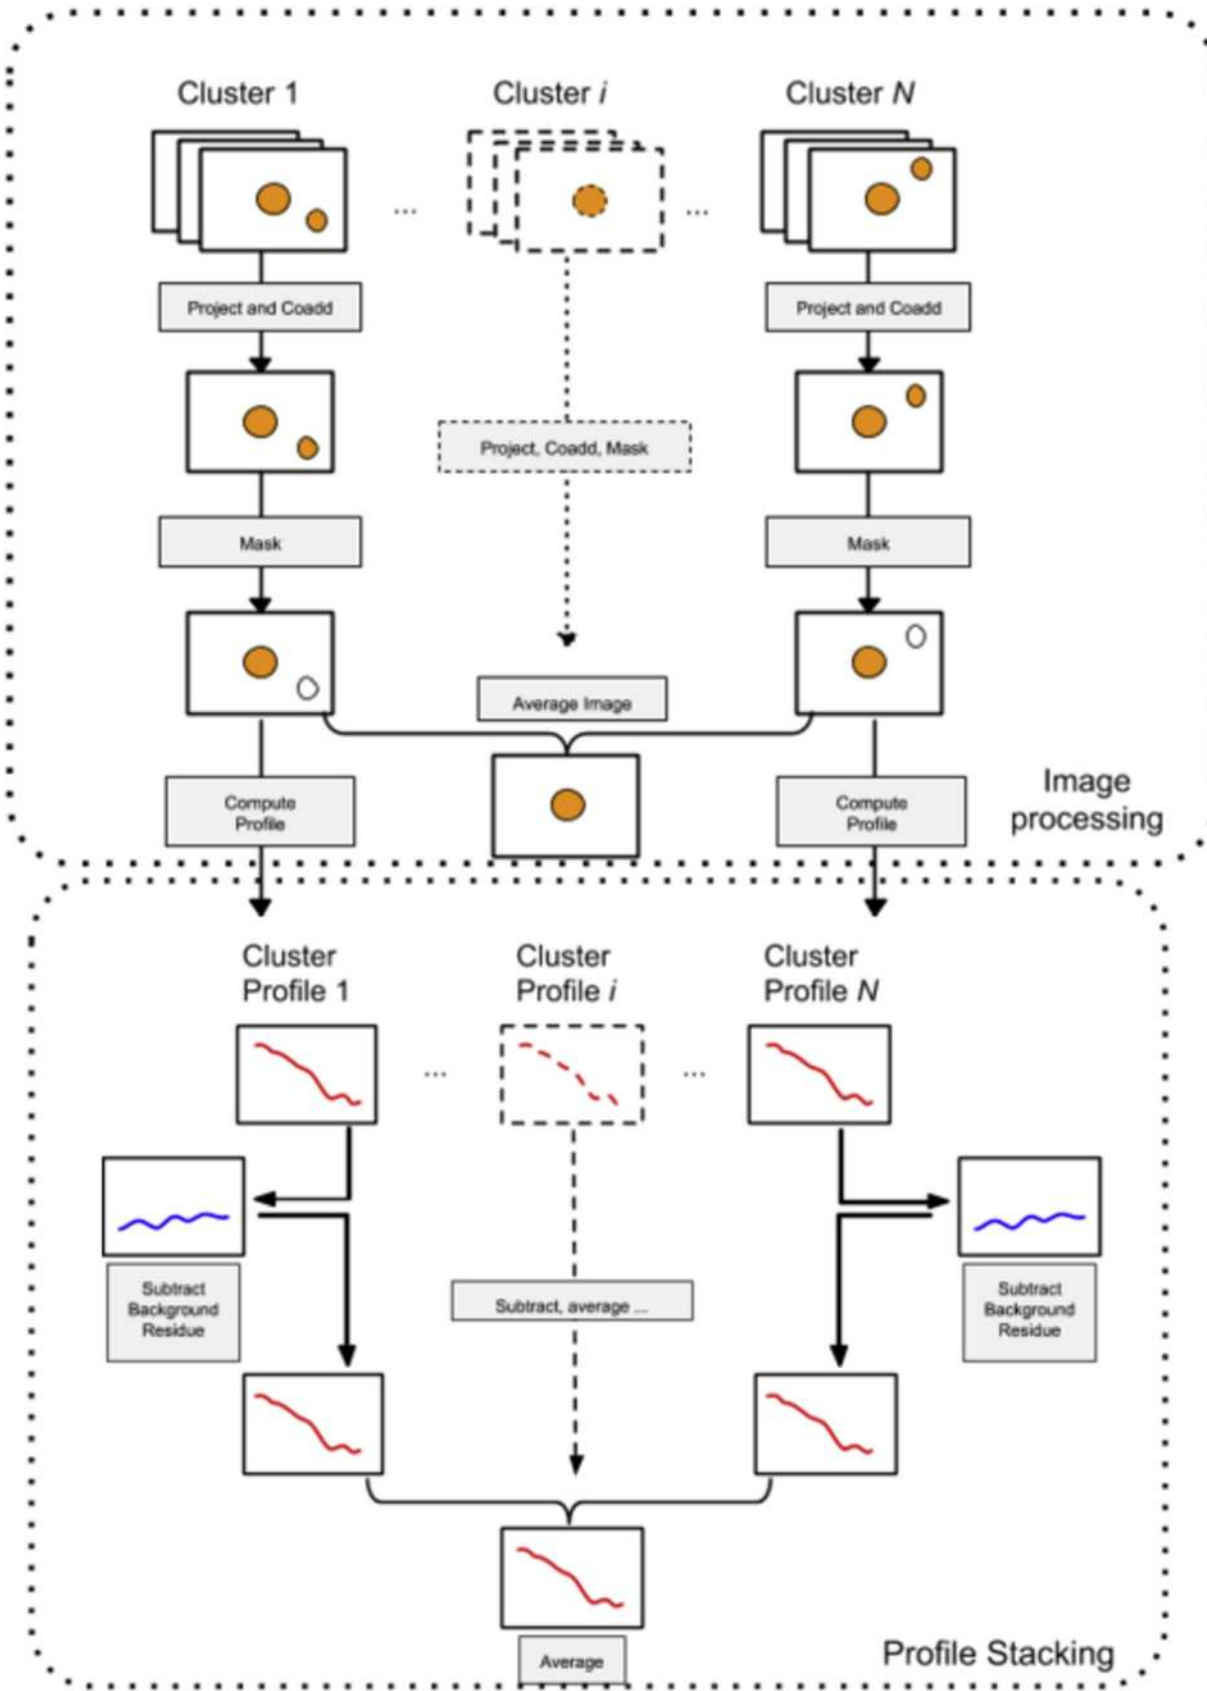 Cluster 1
Cluster i
Cluster N
...
...
Project and Coadd
Project and Coadd
Project, Coadd, Mask
Mask
Mask
Average Image
Compute
Profile
Compute
Profile
Image
processing
Cluster
Profile 1
Cluster
Profile i
Cluster
Profile N
...
...
Subtract
Background
Residue
Subtract, average ...
Subtract
Background
Residue
Average
Profile Stacking